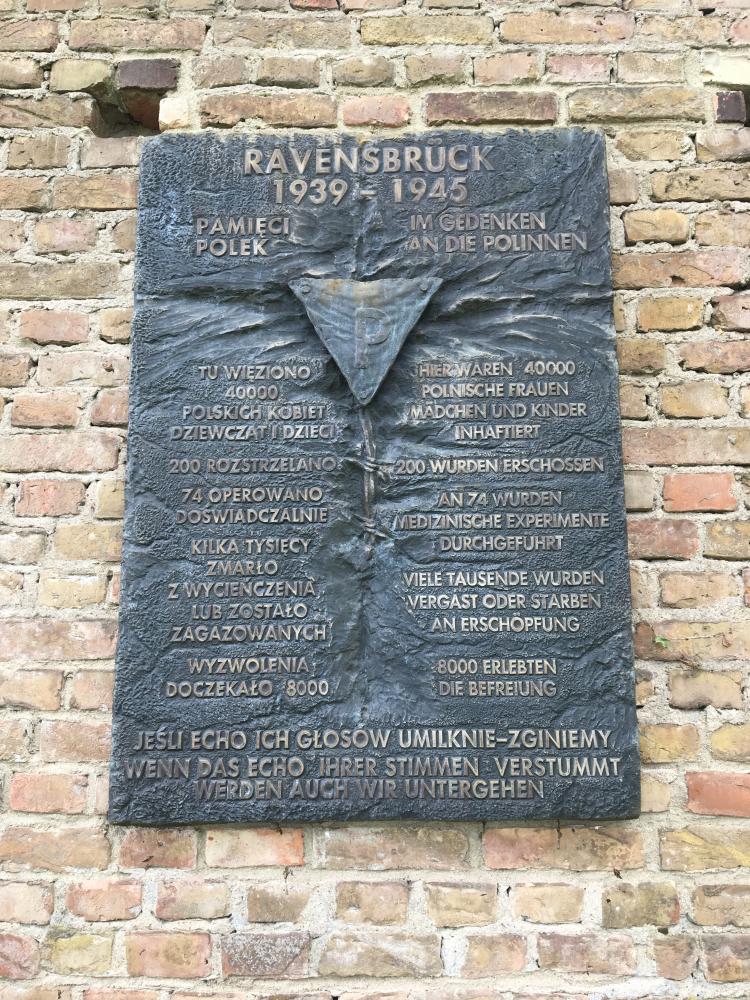 RAVENSBRÜCK
1939 - 1945
PAMIĘCI
POLEK
IM GEDENKEN
AN DIE POLINNEN
P
TU WIĘZIONO
40000
POLSKICH KOBIET
DZIEWCZĄT I DZIECI
200 ROZSTRZELANO
74 OPEROWANO
DOŚWIADCZALNIE
KILKA TYSIĘCY
ZMARŁO
Z WYCIEŃCZENIA
LUB ZOSTAŁO
ZAGAZOWANYCH
WYZWOLENIA
DOCZEKAŁO 8000
HIER WAREN 40000
POLNISCHE FRAUEN
MÄDCHEN UND KINDER
INHAFTIERT
200 WURDEN ERSCHOSSEN
AN 74 WURDEN
MEDIZINISCHE EXPERIMENTE
DURCHGEFÜHRT
VIELE TAUSENDE WURDEN
VERGAST ODER STARBEN
AN ERSCHÖPFUNG
8000 ERLEBTEN
DIE BEFREIUNG
JEŚLI ECHO ICH GŁOSÓW UMILKNIE-ZGINIEMY
WENN DAS ECHO IHRER STIMMEN VERSTUMMT
WERDEN AUCH WIR UNTERGEHEN